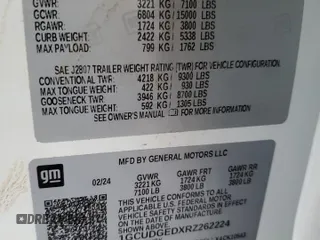 GVWR: 3221 KG / 7100 LBS
GCWR: 6804 KG / 15000 LBS
RGAWR: 1724 KG / 3800 LBS
CURB WEIGHT: 2422 KG / 5338 LBS
MAX PAYLOAD: 799 KG / 1762 LBS
SAE J2807 TRAILER WEIGHT RATING (TWR) FOR VEHICLE CONFIGURATION
CONVENTIONAL TWR: 4218 KG / 9300 LBS
MAX TONGUE WEIGHT: 422 KG / 930 LBS
GOOSENECK TWR: 3946 KG / 8700 LBS
MAX TONGUE WEIGHT: 592 KG / 1305 LBS
SEE OWNER'S MANUAL
MFD BY GENERAL MOTORS LLC
gm 02/24 GVWR GAWR FRT GAWR RR
3221 KG 1724 KG 1724 KG
7100 LB 3800 LB 3800 LB
1GCUDGEDXRZ262224